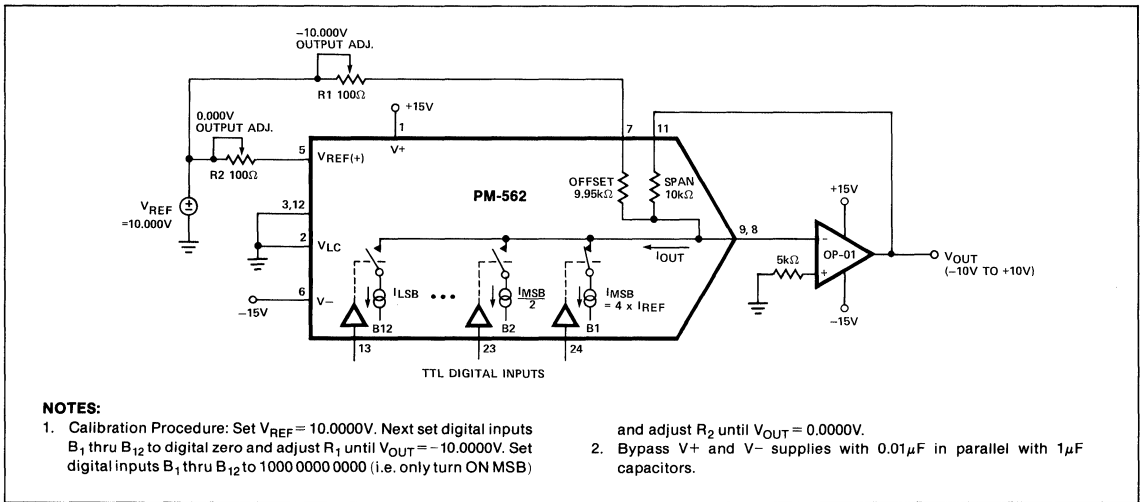 −10.000V
OUTPUT ADJ.
R1 100Ω
+15V
0.000V
OUTPUT ADJ.
1
7
11
V+
5
VREF(+)
R2 100Ω
OFFSET
9.95kΩ
SPAN
10kΩ
PM-562
+15V
VREF
=10.000V
3,12
9, 8
2
VLC
IOUT
−
OP-01
+
VOUT
(−10V TO +10V)
5kΩ
6
V−
−15V
ILSB
•••
IMSB
2
IMSB
= 4 x IREF
−15V
B12
B2
B1
13
23
24
TTL DIGITAL INPUTS
NOTES:
1. Calibration Procedure: Set VREF = 10.0000V. Next set digital inputs
B1 thru B12 to digital zero and adjust R1 until VOUT = −10.0000V. Set
digital inputs B1 thru B12 to 1000 0000 0000 (i.e. only turn ON MSB)
and adjust R2 until VOUT = 0.0000V.
2. Bypass V+ and V− supplies with 0.01μF in parallel with 1μF
capacitors.